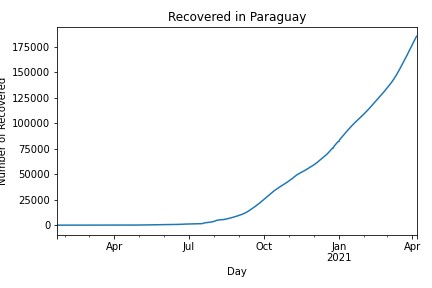 Recovered in Paraguay
175000
150000
125000
100000
75000
50000
25000
0
Number of Recovered
Apr
Jul
Oct
Jan
2021
Apr
Day